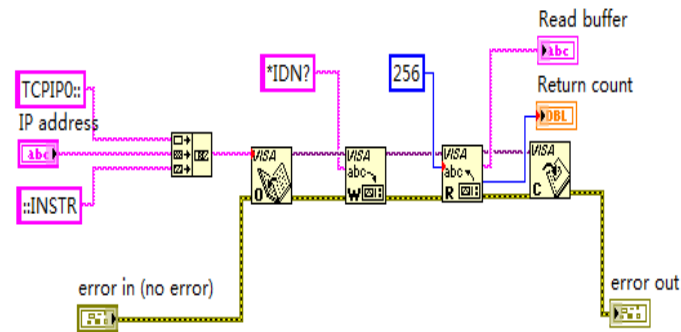 Read buffer
abc
TCPIP0::
*IDN?
256
Return count
DBL
IP address
abc
VISA
O
VISA
abc
W
VISA
abc
R
VISA
C
::INSTR
error in (no error)
error out